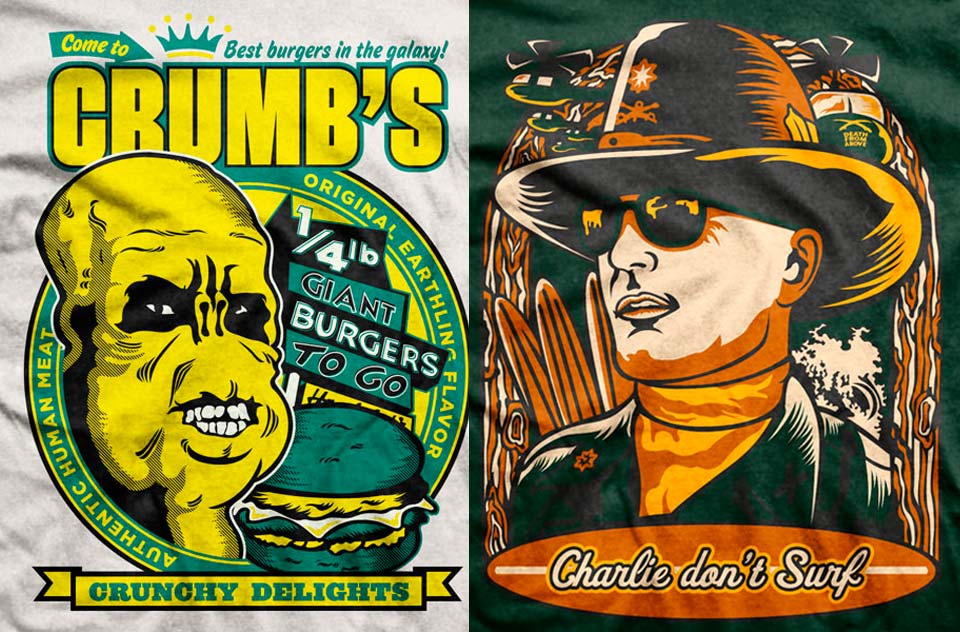 Come to
Best burgers in the galaxy!
CRUMB'S
ORIGINAL EARTHLING FLAVOR
1/4lb
GIANT
BURGERS
TO GO
AUTHENTIC HUMAN MEAT
CRUNCHY DELIGHTS
DEATH
FROM
ABOVE
Charlie don't Surf